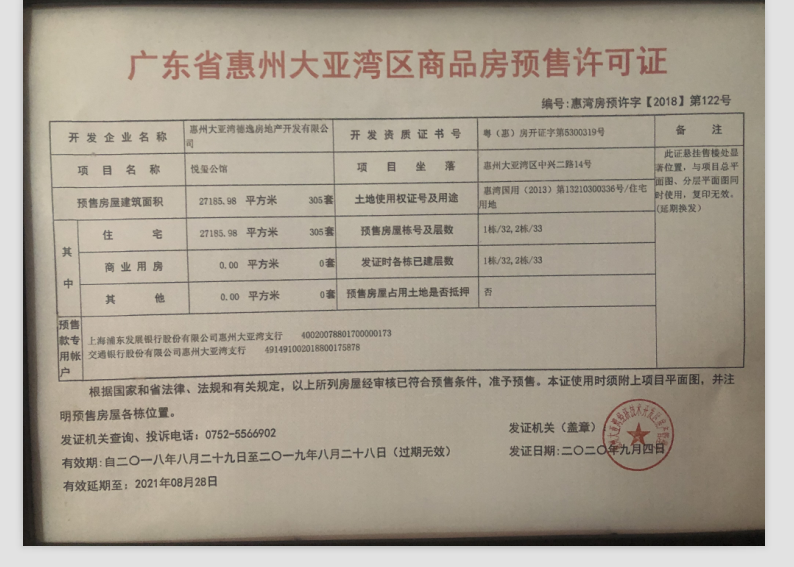 广东省惠州大亚湾区商品房预售许可证
编号:惠湾房预许字【2018】第122号
开发企业名称 惠州大亚湾德逸房地产开发有限公司 开发资质证书号 粤（惠）房开证字第5300319号 备 注
项目名称 悦玺公馆 项目坐落 惠州大亚湾区中兴二路14号
预售房屋建筑面积 27185.98 平方米 305套 土地使用权证号及用途 惠湾国用（2013）第13210300336号/住宅用地
其中 住宅 27185.98 平方米 305套 预售房屋栋号及层数 1栋/32,2栋/33
商业用房 0.00 平方米 0套 发证时各栋已建层数 1栋/32,2栋/33
其他 0.00 平方米 0套 预售房屋占用土地是否抵押 否
此证悬挂售楼处显
著位置，与项目总平
面图、分层平面图同
时使用，复印无效。
(延期换发)
预售款专用帐户
上海浦东发展银行股份有限公司惠州大亚湾支行 40020078801700000173
交通银行股份有限公司惠州大亚湾支行 491491002018800175878
根据国家和省法律、法规和有关规定，以上所列房屋经审核已符合预售条件，准予预售。本证使用时须附上项目平面图，并注
明预售房屋各栋位置。
发证机关查询、投诉电话：0752-5566902
发证机关（盖章）
有效期:自二〇一八年八月二十九日至二〇一九年八月二十八日（过期无效）
发证日期:二〇二〇年九月四日
有效延期至：2021年08月28日